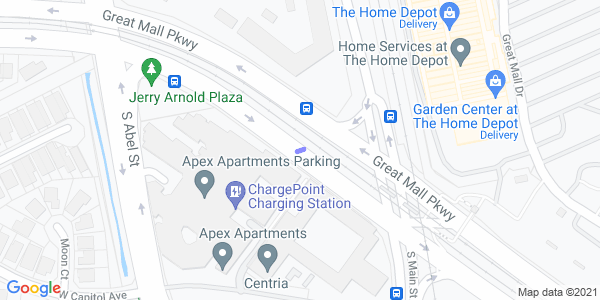 Great Mall Pkwy
The Home Depot
Delivery
Home Services at
The Home Depot
Great Mall Dr
Jerry Arnold Plaza
Garden Center at
The Home Depot
Delivery
S Abel St
Apex Apartments Parking
Great Mall Pkwy
ChargePoint
Charging Station
Apex Apartments
Moon Ct
S Main St
Centria
W Capitol Ave
Google
Map data ©2021